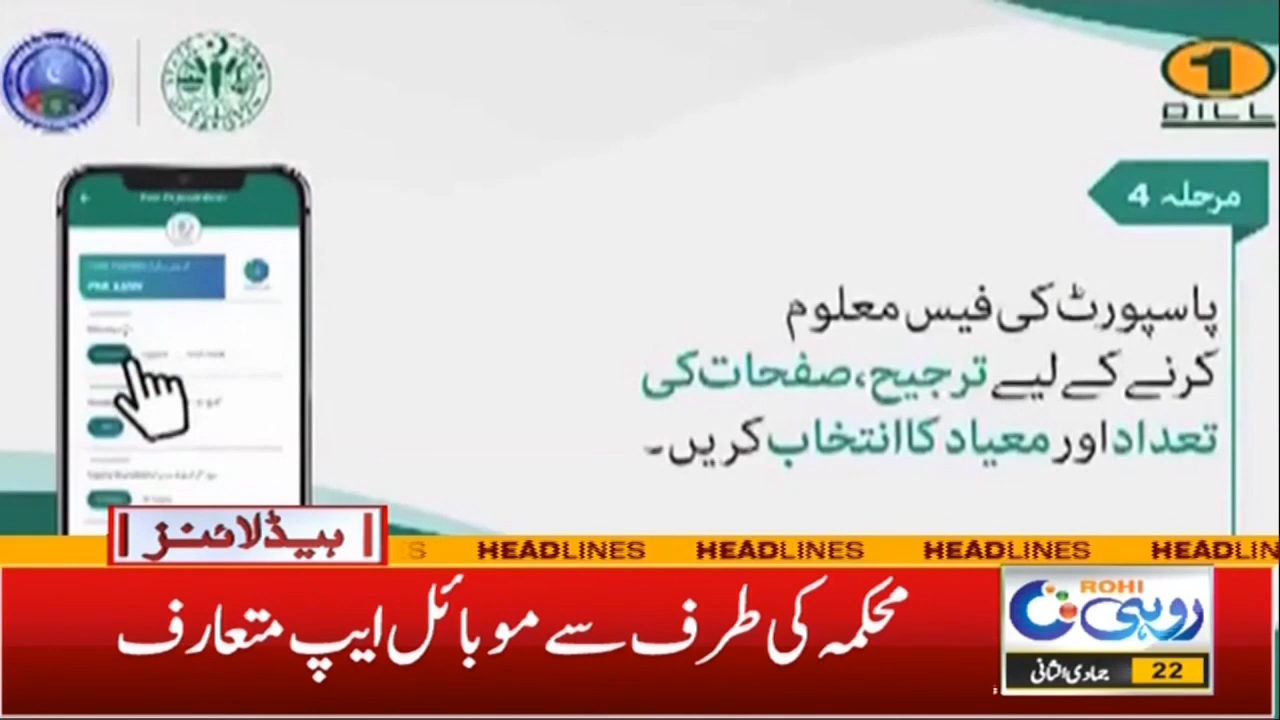 1
BILL
مرحلہ 4
پاسپورٹ کی فیس معلوم
کرنے کے لیے ترجیح، صفحات کی
تعداد اور معیاد کا انتخاب کریں۔
ہیڈلائنز
HEADLINES HEADLINES HEADLINES HEADLIN
محکمہ کی طرف سے موبائل ایپ متعارف
ROHI
روہی
22 جمادی الثانی